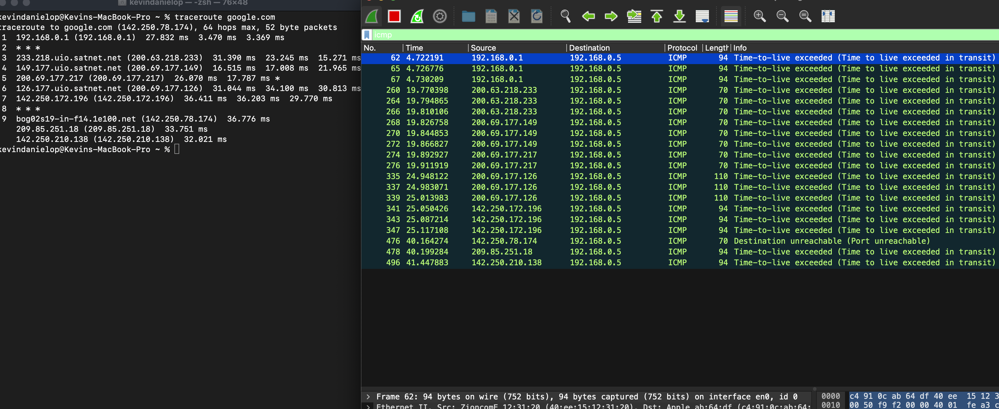 kevindanielop — -zsh — 76×48
kevindanielop@Kevins-MacBook-Pro ~ % traceroute google.com
traceroute to google.com (142.250.78.174), 64 hops max, 52 byte packets
1 192.168.0.1 (192.168.0.1) 27.832 ms 3.470 ms 3.369 ms
2 * * *
3 233.218.uio.satnet.net (200.63.218.233) 31.390 ms 23.245 ms 15.271 ms
4 149.177.uio.satnet.net (200.69.177.149) 16.515 ms 17.008 ms 21.965 ms
5 200.69.177.217 (200.69.177.217) 26.070 ms 17.787 ms *
6 126.177.uio.satnet.net (200.69.177.126) 31.044 ms 34.100 ms 30.813 ms
7 142.250.172.196 (142.250.172.196) 36.411 ms 36.203 ms 29.770 ms
8 * * *
9 bog02s19-in-f14.1e100.net (142.250.78.174) 36.776 ms
209.85.251.18 (209.85.251.18) 33.751 ms
142.250.210.138 (142.250.210.138) 32.021 ms
kevindanielop@Kevins-MacBook-Pro ~ %
icmp
No. Time Source Destination Protocol Length Info
62 4.722191 192.168.0.1 192.168.0.5 ICMP 94 Time-to-live exceeded (Time to live exceeded in transit)
65 4.726776 192.168.0.1 192.168.0.5 ICMP 94 Time-to-live exceeded (Time to live exceeded in transit)
67 4.730209 192.168.0.1 192.168.0.5 ICMP 94 Time-to-live exceeded (Time to live exceeded in transit)
260 19.770398 200.63.218.233 192.168.0.5 ICMP 70 Time-to-live exceeded (Time to live exceeded in transit)
264 19.794865 200.63.218.233 192.168.0.5 ICMP 70 Time-to-live exceeded (Time to live exceeded in transit)
266 19.810106 200.63.218.233 192.168.0.5 ICMP 70 Time-to-live exceeded (Time to live exceeded in transit)
268 19.826758 200.69.177.149 192.168.0.5 ICMP 70 Time-to-live exceeded (Time to live exceeded in transit)
270 19.844853 200.69.177.149 192.168.0.5 ICMP 70 Time-to-live exceeded (Time to live exceeded in transit)
272 19.866827 200.69.177.149 192.168.0.5 ICMP 70 Time-to-live exceeded (Time to live exceeded in transit)
274 19.892927 200.69.177.217 192.168.0.5 ICMP 70 Time-to-live exceeded (Time to live exceeded in transit)
276 19.911919 200.69.177.217 192.168.0.5 ICMP 70 Time-to-live exceeded (Time to live exceeded in transit)
335 24.948122 200.69.177.126 192.168.0.5 ICMP 110 Time-to-live exceeded (Time to live exceeded in transit)
337 24.983071 200.69.177.126 192.168.0.5 ICMP 110 Time-to-live exceeded (Time to live exceeded in transit)
339 25.013983 200.69.177.126 192.168.0.5 ICMP 110 Time-to-live exceeded (Time to live exceeded in transit)
341 25.050426 142.250.172.196 192.168.0.5 ICMP 94 Time-to-live exceeded (Time to live exceeded in transit)
343 25.087214 142.250.172.196 192.168.0.5 ICMP 94 Time-to-live exceeded (Time to live exceeded in transit)
347 25.117108 142.250.172.196 192.168.0.5 ICMP 94 Time-to-live exceeded (Time to live exceeded in transit)
476 40.164274 142.250.78.174 192.168.0.5 ICMP 70 Destination unreachable (Port unreachable)
478 40.199284 209.85.251.18 192.168.0.5 ICMP 94 Time-to-live exceeded (Time to live exceeded in transit)
496 41.447883 142.250.210.138 192.168.0.5 ICMP 94 Time-to-live exceeded (Time to live exceeded in transit)
Frame 62: 94 bytes on wire (752 bits), 94 bytes captured (752 bits) on interface en0, id 0
Ethernet II, Src: ZioncomE_12:31:20 (40:ee:15:12:31:20), Dst: Apple_ab:64:df (c4:91:0c:ab:64:
0000 c4 91 0c ab 64 df 40 ee 15 12 3
0010 00 50 f9 f2 00 00 40 01 fe a3 c